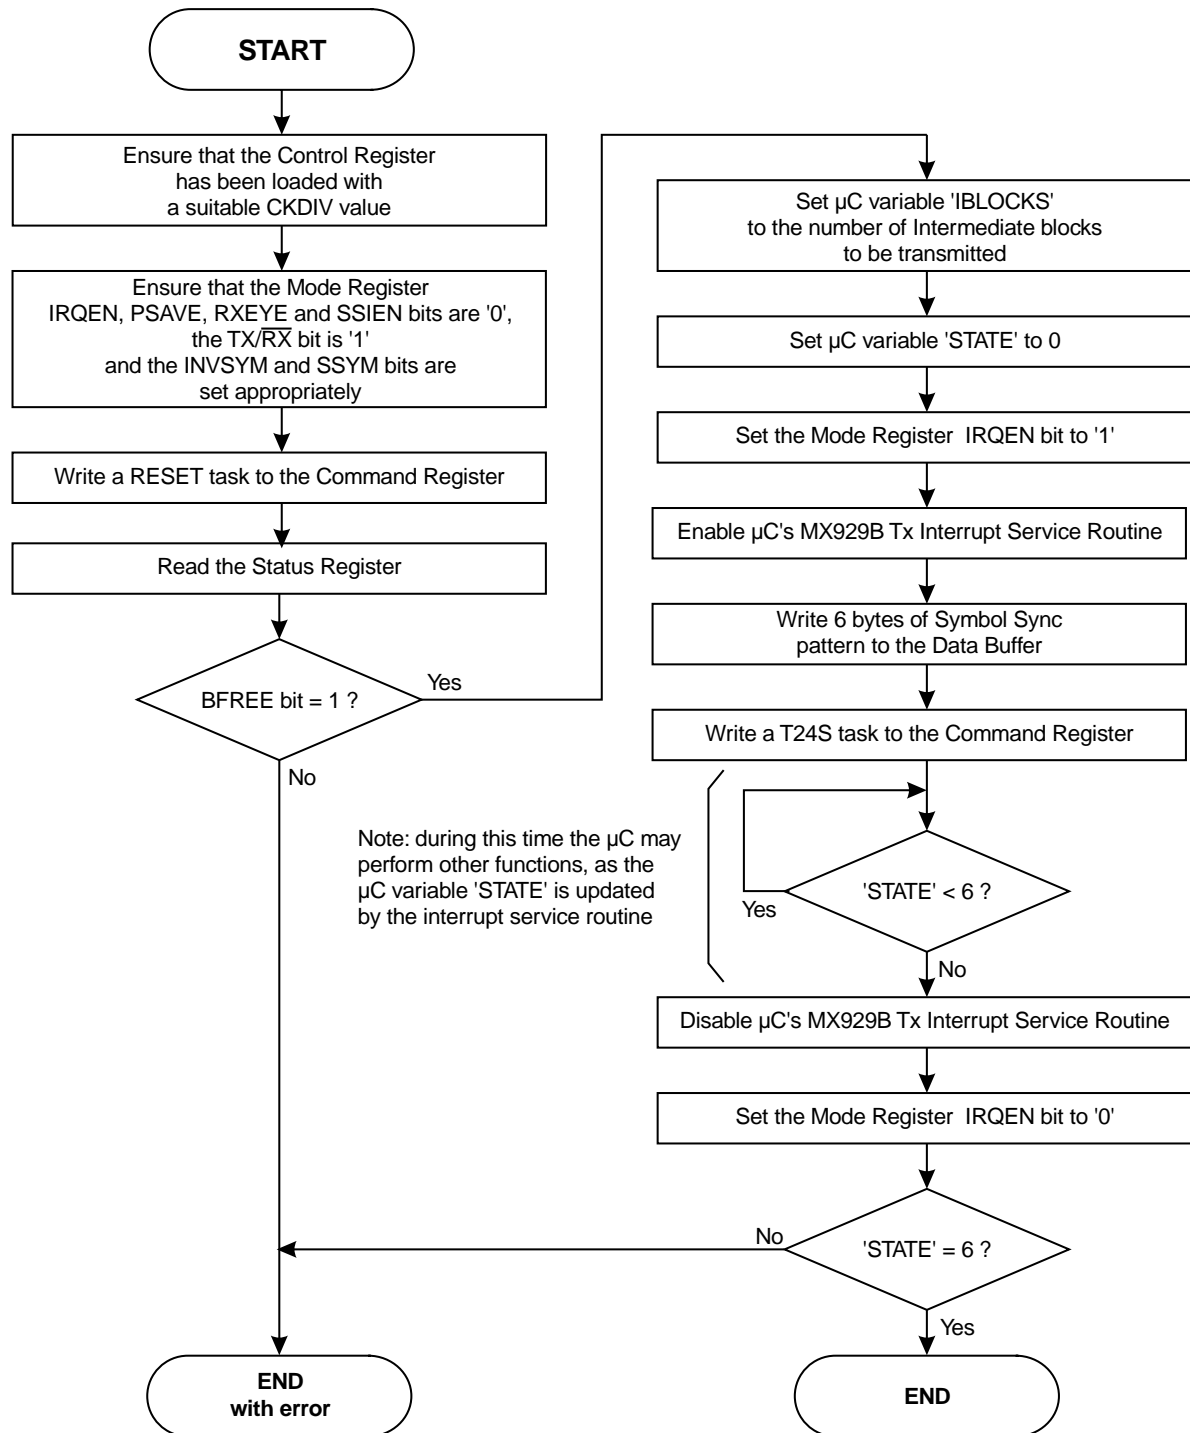 START
Ensure that the Control Register
has been loaded with
a suitable CKDIV value
Ensure that the Mode Register
IRQEN, PSAVE, RXEYE and SSIEN bits are '0',
the TX/R̅X̅ bit is '1'
and the INVSYM and SSYM bits are
set appropriately
Write a RESET task to the Command Register
Read the Status Register
BFREE bit = 1 ?
Yes
No
Set µC variable 'IBLOCKS'
to the number of Intermediate blocks
to be transmitted
Set µC variable 'STATE' to 0
Set the Mode Register IRQEN bit to '1'
Enable µC's MX929B Tx Interrupt Service Routine
Write 6 bytes of Symbol Sync
pattern to the Data Buffer
Write a T24S task to the Command Register
Note: during this time the µC may
perform other functions, as the
µC variable 'STATE' is updated
by the interrupt service routine
'STATE' < 6 ?
Yes
No
Disable µC's MX929B Tx Interrupt Service Routine
Set the Mode Register IRQEN bit to '0'
'STATE' = 6 ?
No
Yes
END
with error
END